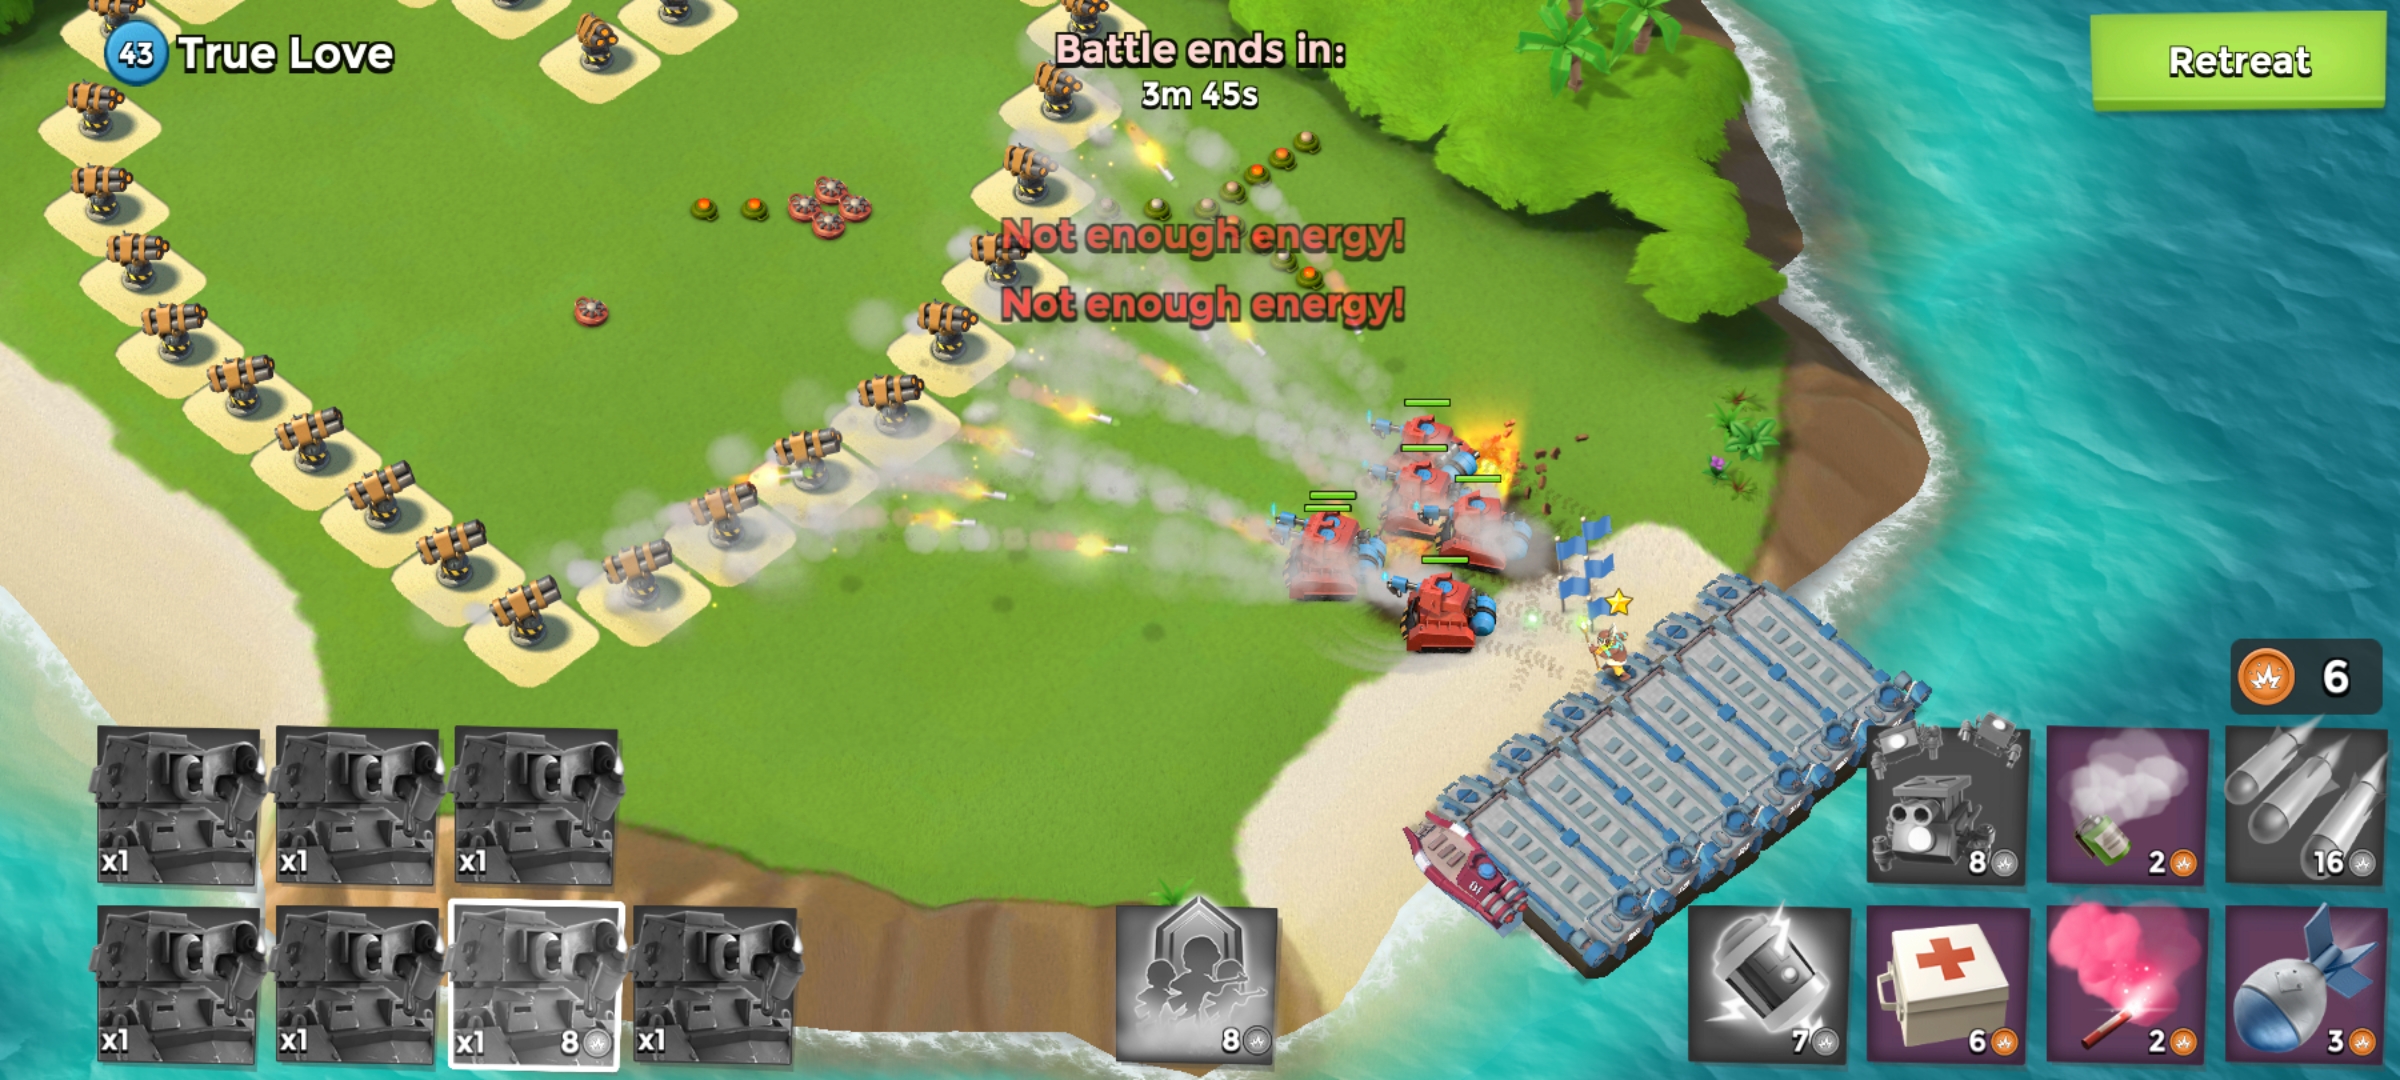 43 True Love
Battle ends in:
3m 45s
Retreat
Not enough energy!
Not enough energy!
6
x1
x1
x1
8
2
16
x1
x1
x1 8
x1
8
7
6
2
3